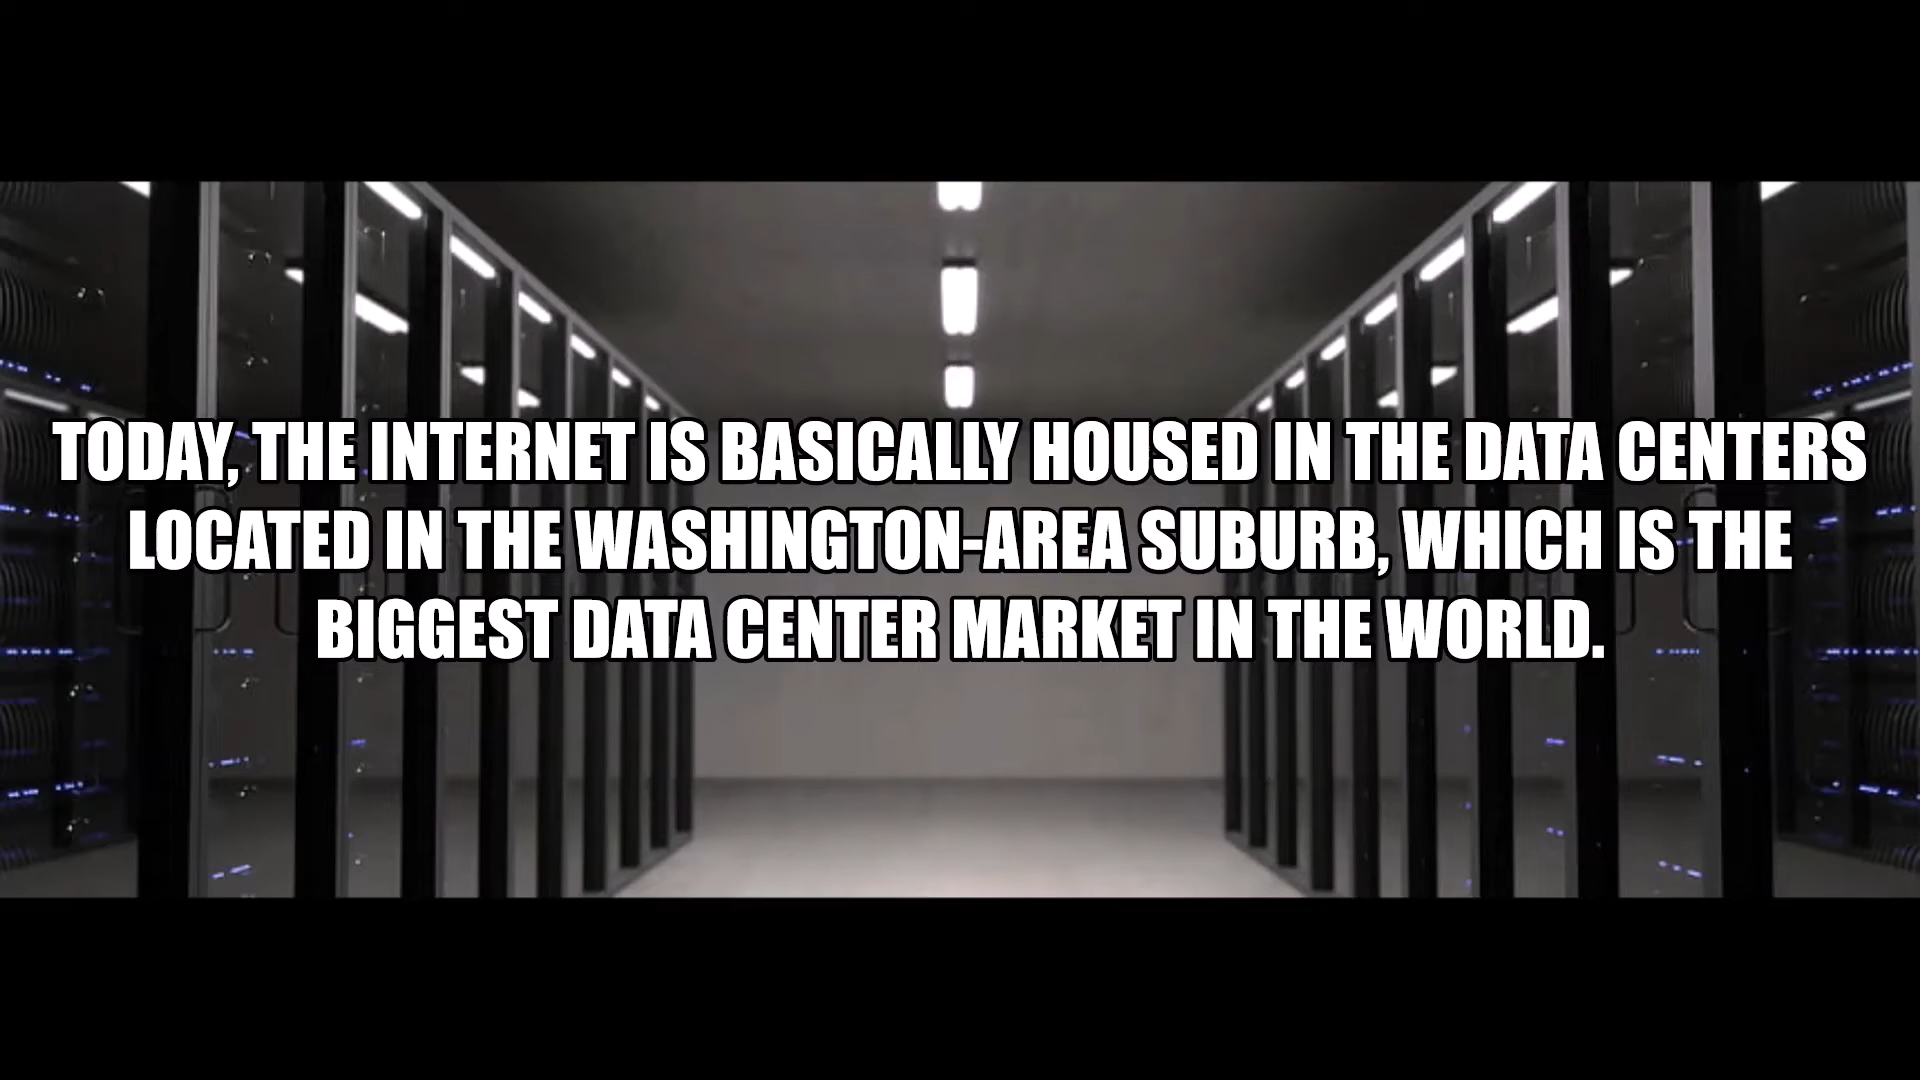 TODAY, THE INTERNET IS BASICALLY HOUSED IN THE DATA CENTERS
LOCATED IN THE WASHINGTON-AREA SUBURB, WHICH IS THE
BIGGEST DATA CENTER MARKET IN THE WORLD.